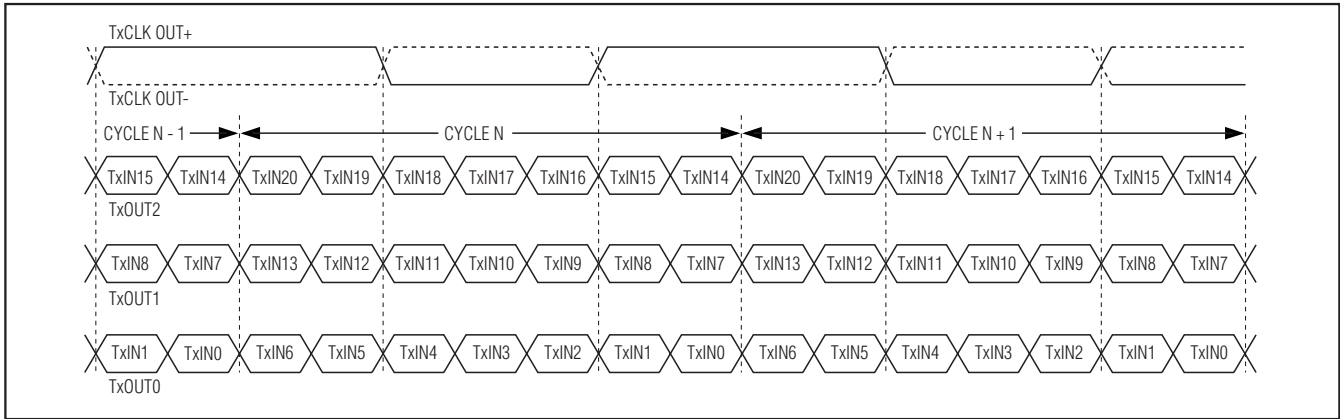 TxCLK OUT+
TxCLK OUT-
CYCLE N - 1 CYCLE N CYCLE N + 1
TxIN15 TxIN14 TxIN20 TxIN19 TxIN18 TxIN17 TxIN16 TxIN15 TxIN14 TxIN20 TxIN19 TxIN18 TxIN17 TxIN16 TxIN15 TxIN14
TxOUT2
TxIN8 TxIN7 TxIN13 TxIN12 TxIN11 TxIN10 TxIN9 TxIN8 TxIN7 TxIN13 TxIN12 TxIN11 TxIN10 TxIN9 TxIN8 TxIN7
TxOUT1
TxIN1 TxIN0 TxIN6 TxIN5 TxIN4 TxIN3 TxIN2 TxIN1 TxIN0 TxIN6 TxIN5 TxIN4 TxIN3 TxIN2 TxIN1 TxIN0
TxOUT0